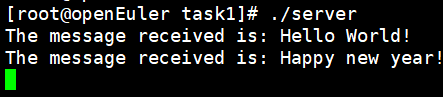 [root@openEuler task1]# ./server
The message received is: Hello World!
The message received is: Happy new year!